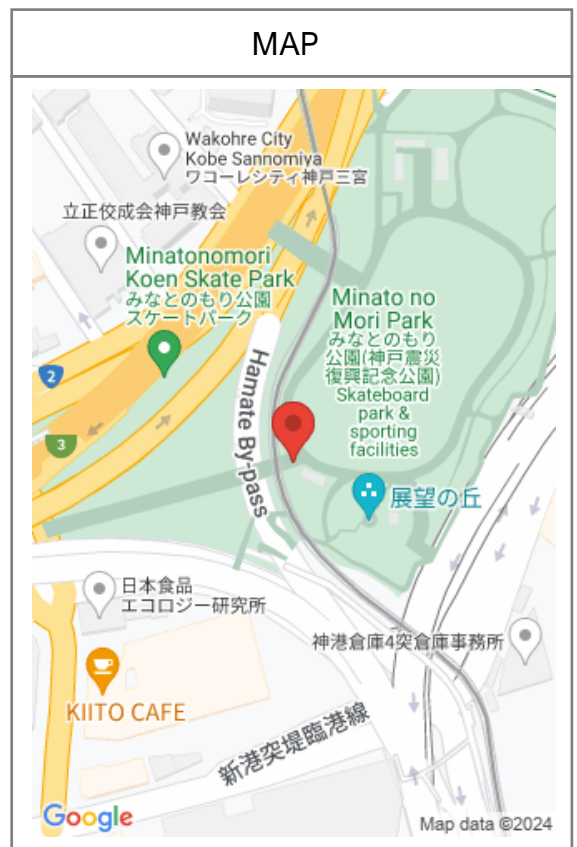 MAP
Wakohre City
Kobe Sannomiya
ワコーレシティ神戸三宮
立正佼成会神戸教会
Minatonomori
Koen Skate Park
みなとのもり公園
スケートパーク
Minato no
Mori Park
みなとのもり
公園(神戸震災
復興記念公園)
Skateboard
park &
sporting
facilities
2
Hamate By-pass
3
展望の丘
日本食品
エコロジー研究所
神港倉庫4突倉庫事務所
KIITO CAFE
新港突堤臨港線
Google
Map data ©2024